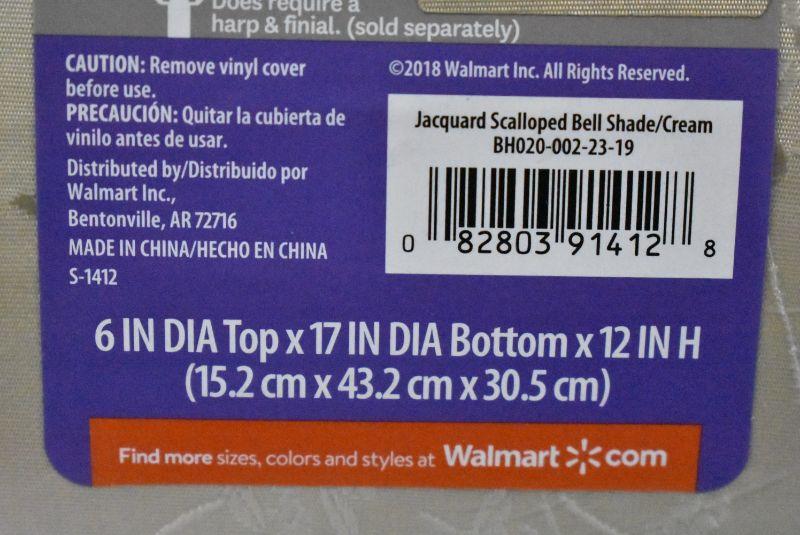 Does require a
harp & finial. (sold separately)
CAUTION: Remove vinyl cover
before use.
PRECAUCIÓN: Quitar la cubierta de
vinilo antes de usar.
Distributed by/Distribuido por
Walmart Inc.,
Bentonville, AR 72716
MADE IN CHINA/HECHO EN CHINA
S-1412
©2018 Walmart Inc. All Rights Reserved.
Jacquard Scalloped Bell Shade/Cream
BH020-002-23-19
0 82803 91412 8
6 IN DIA Top x 17 IN DIA Bottom x 12 IN H
(15.2 cm x 43.2 cm x 30.5 cm)
Find more sizes, colors and styles at Walmart com